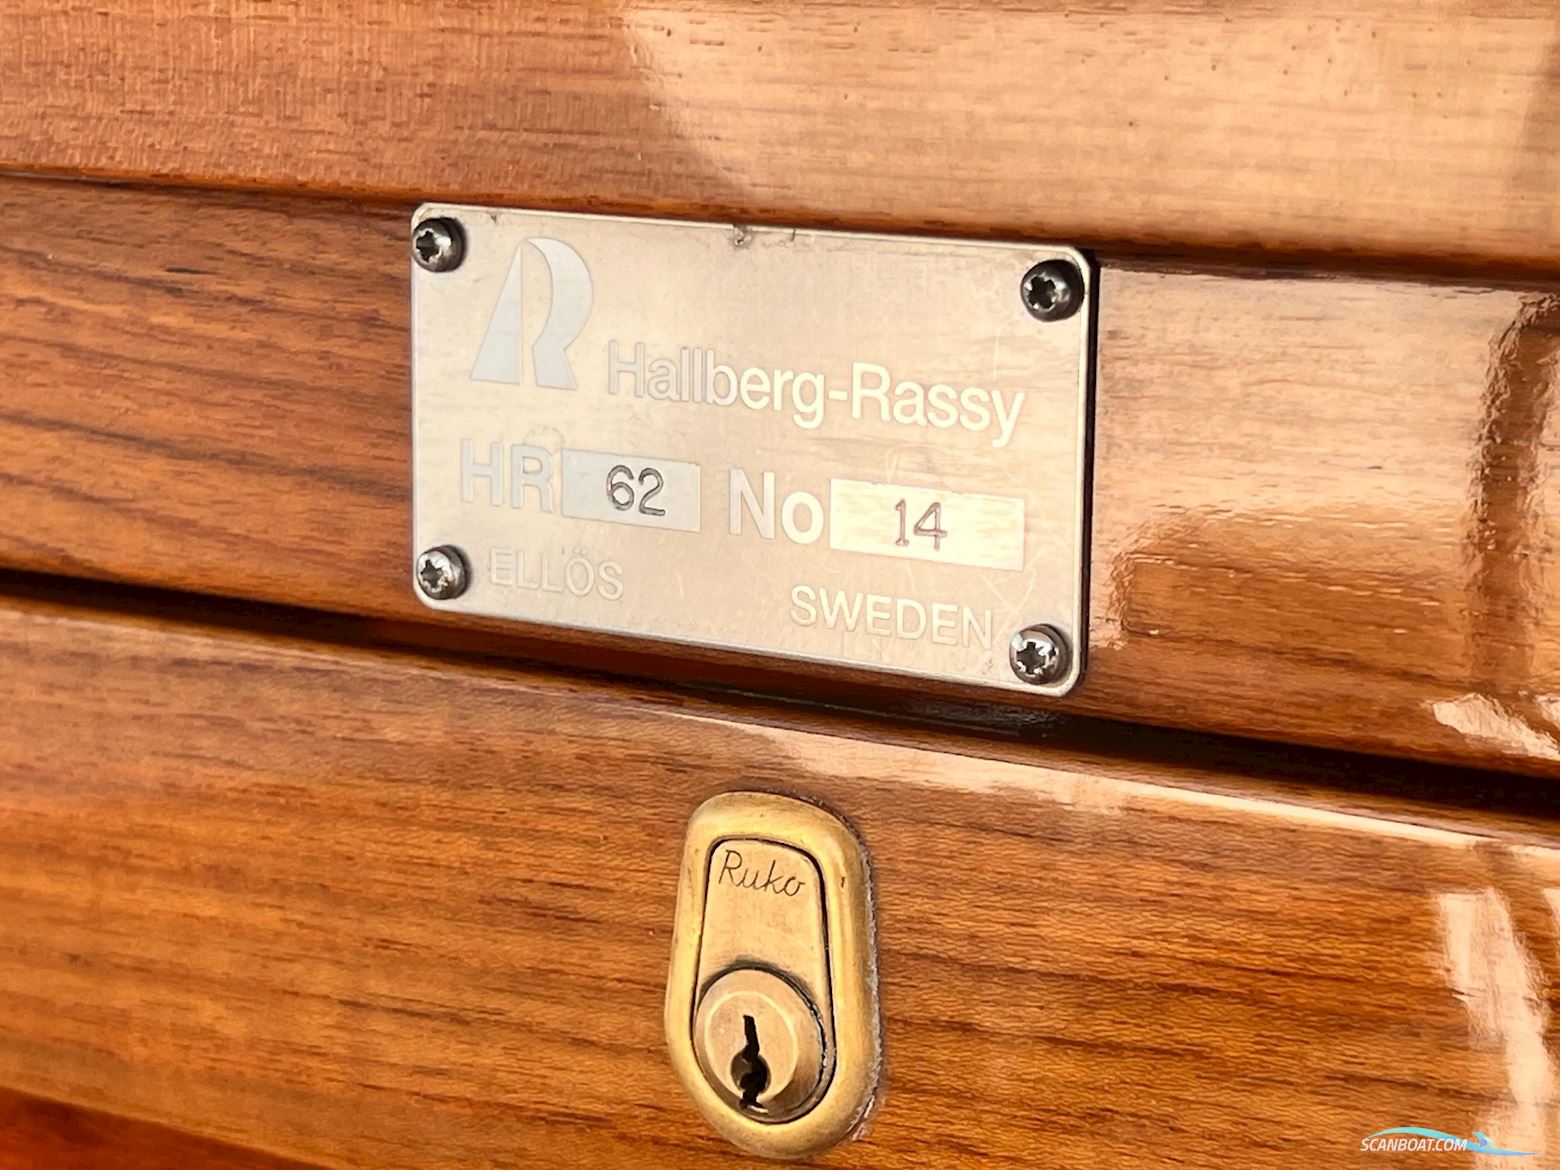 R
Hallberg-Rassy
HR 62 No 14
ELLÖS SWEDEN
Ruko
SCANBOAT.COM